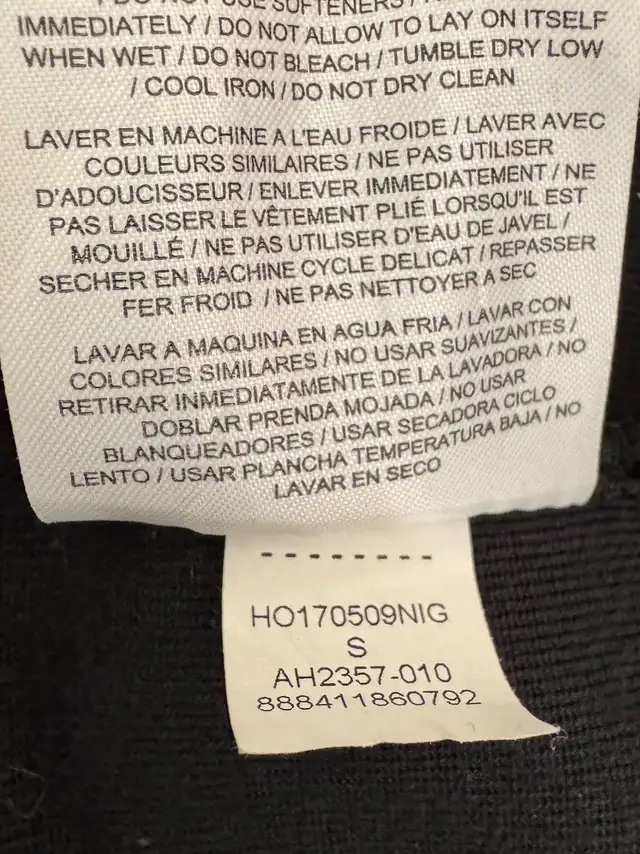 DO NOT USE SOFTENERS /
IMMEDIATELY / DO NOT ALLOW TO LAY ON ITSELF
WHEN WET / DO NOT BLEACH / TUMBLE DRY LOW
/ COOL IRON / DO NOT DRY CLEAN
LAVER EN MACHINE A L'EAU FROIDE / LAVER AVEC
COULEURS SIMILAIRES / NE PAS UTILISER
D'ADOUCISSEUR / ENLEVER IMMEDIATEMENT / NE
PAS LAISSER LE VÊTEMENT PLIÉ LORSQU'IL EST
MOUILLÉ / NE PAS UTILISER D'EAU DE JAVEL /
SECHER EN MACHINE CYCLE DELICAT / REPASSER
FER FROID / NE PAS NETTOYER A SEC
LAVAR A MAQUINA EN AGUA FRIA / LAVAR CON
COLORES SIMILARES / NO USAR SUAVIZANTES /
RETIRAR INMEDIATAMENTE DE LA LAVADORA / NO
DOBLAR PRENDA MOJADA / NO USAR
BLANQUEADORES / USAR SECADORA CICLO
LENTO / USAR PLANCHA TEMPERATURA BAJA / NO
LAVAR EN SECO
HO170509NIG
S
AH2357-010
888411860792